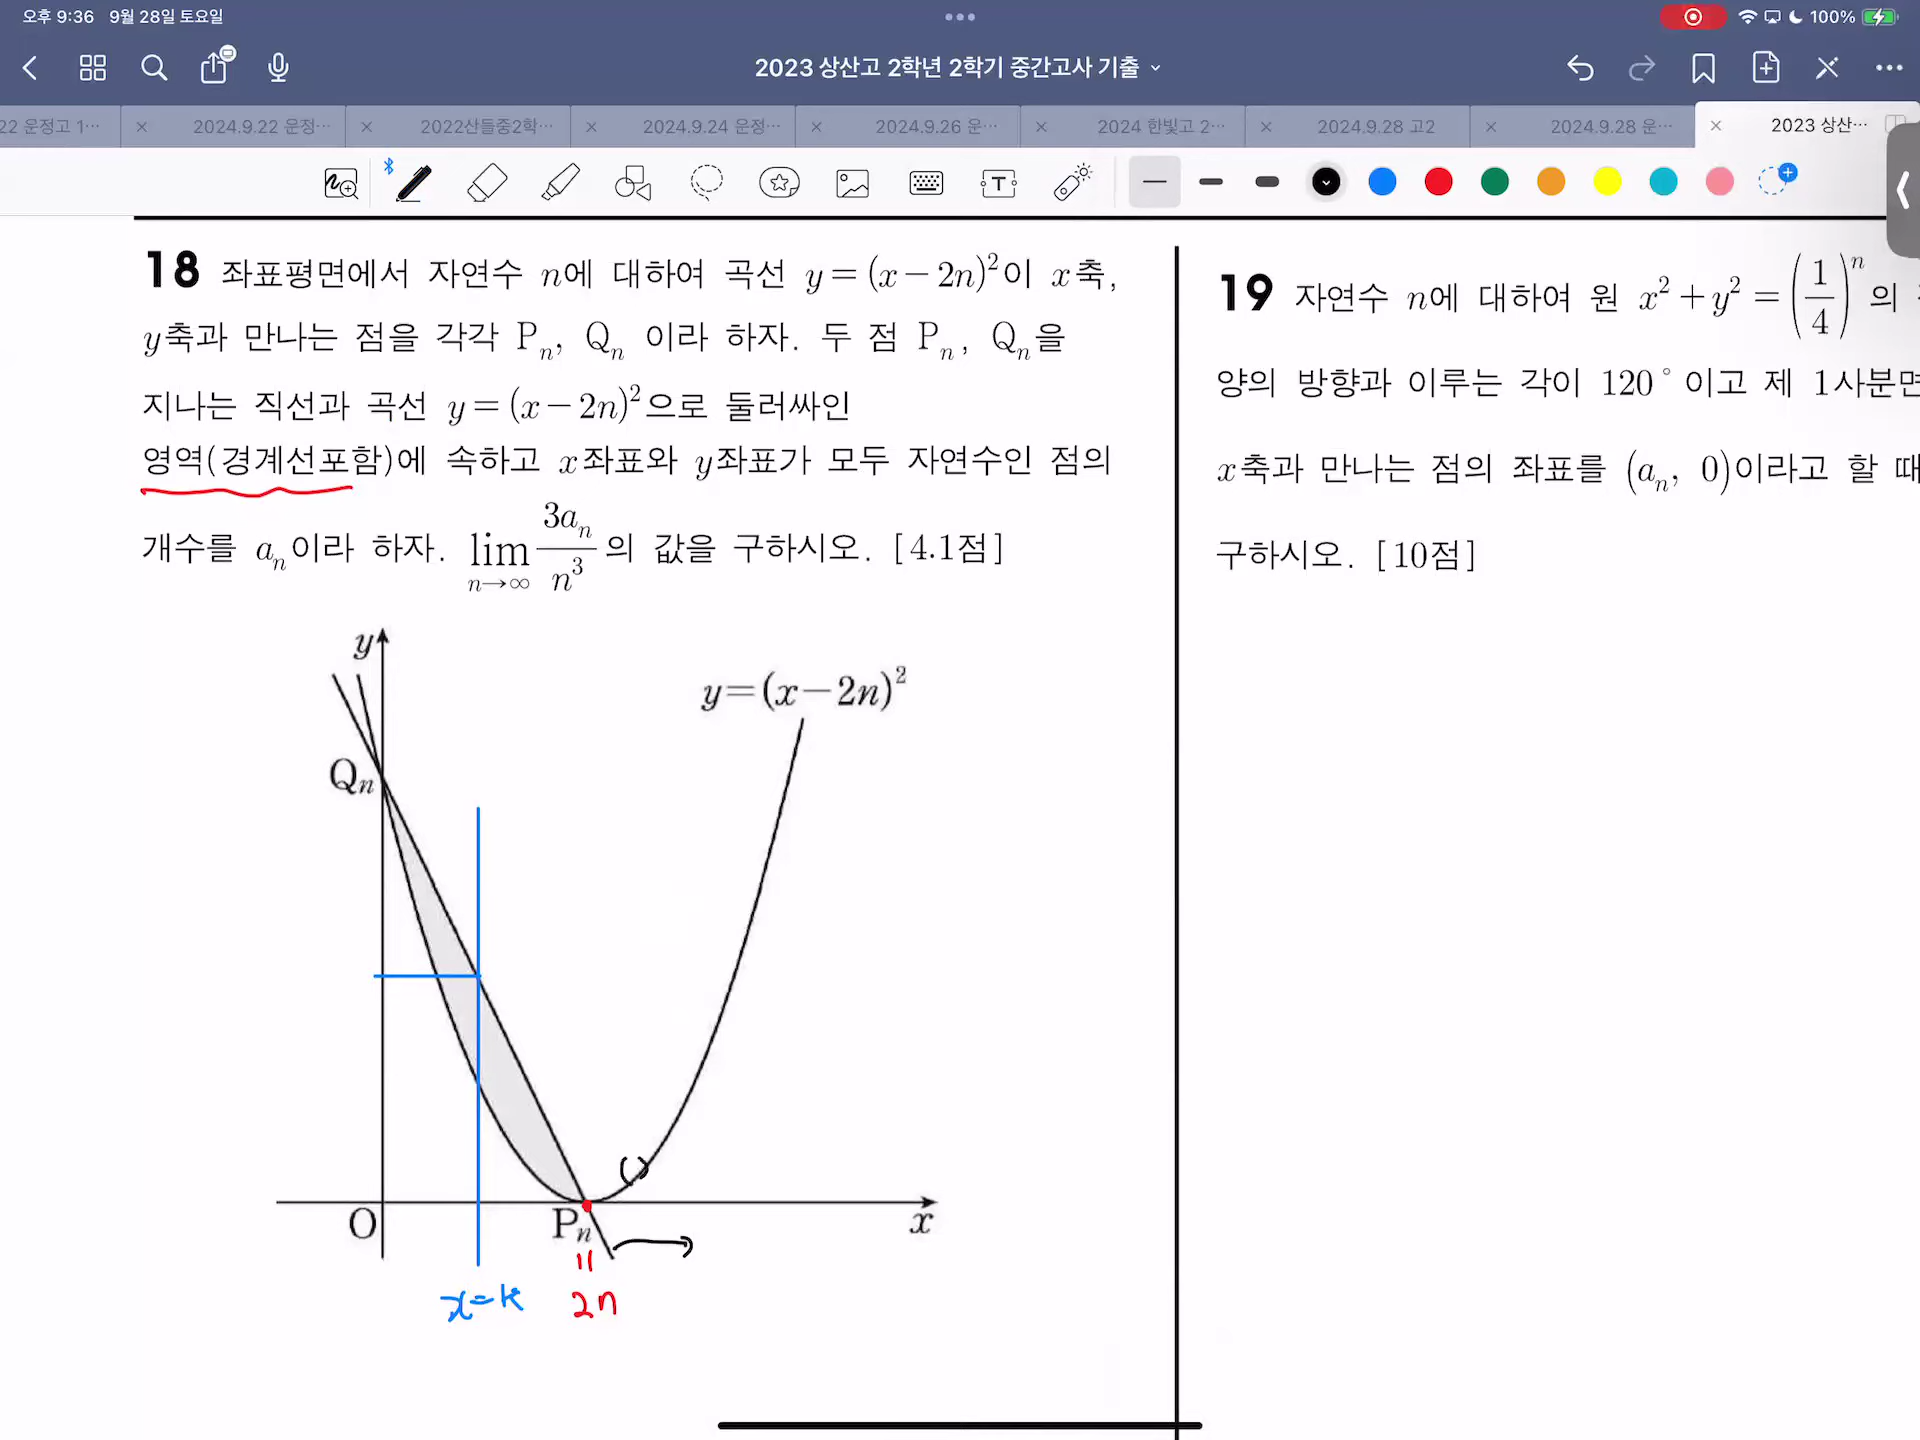 오후 9:36 9월 28일 토요일
100%
2023 상산고 2학년 2학기 중간고사 기출
22 운정고 1…
2024.9.22 운정…
2022산들중2학…
2024.9.24 운정…
2024.9.26 운…
2024 한빛고 2…
2024.9.28 고2
2024.9.28 운…
2023 상산…
18 좌표평면에서 자연수 n에 대하여 곡선 y=(x−2n)²이 x축,
y축과 만나는 점을 각각 Pₙ, Qₙ 이라 하자. 두 점 Pₙ, Qₙ을
지나는 직선과 곡선 y=(x−2n)²으로 둘러싸인
영역(경계선포함)에 속하고 x좌표와 y좌표가 모두 자연수인 점의
개수를 aₙ이라 하자. lim n→∞ 3aₙ/n³ 의 값을 구하시오. [4.1점]
y
y=(x−2n)²
Qₙ
O
Pₙ
x
()
x=k
11
2n
19 자연수 n에 대하여 원 x²+y²=(1/4)ⁿ의
양의 방향과 이루는 각이 120°이고 제 1사분면
x축과 만나는 점의 좌표를 (aₙ, 0)이라고 할 때
구하시오. [10점]